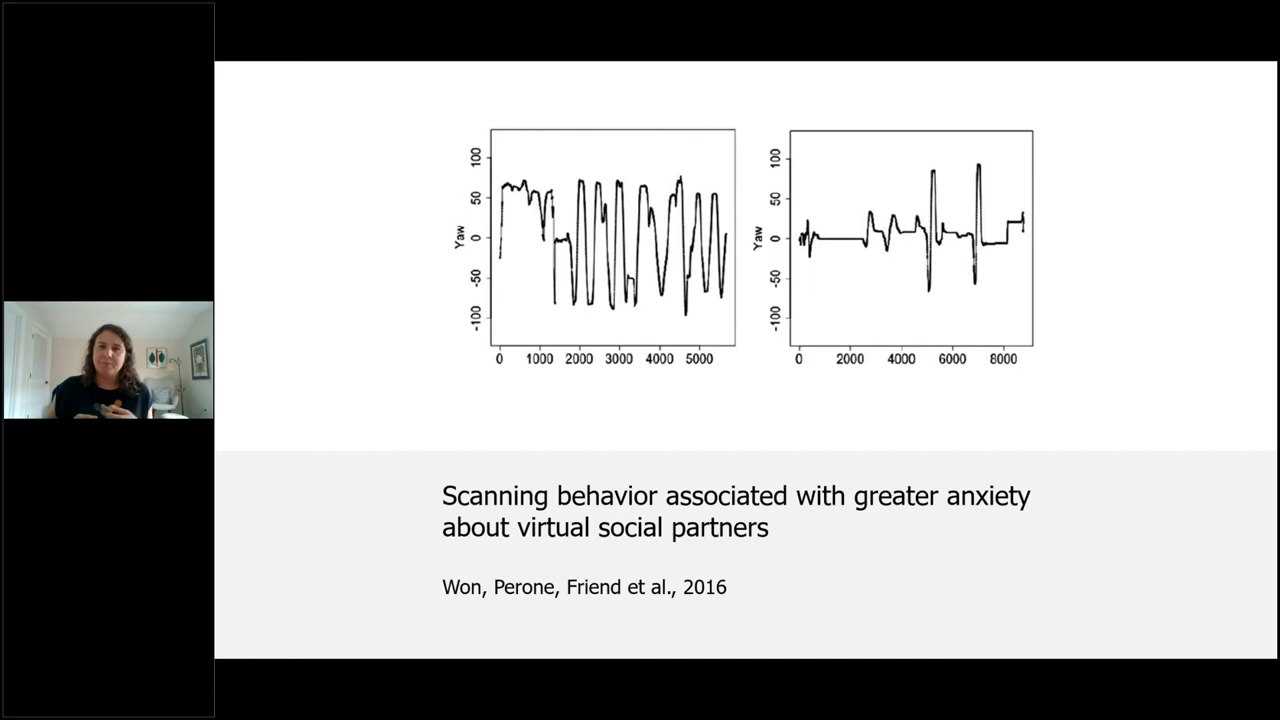 100
50
0
-50
-100
Yaw
0 1000 2000 3000 4000 5000
100
50
0
-50
-100
Yaw
0 2000 4000 6000 8000
Scanning behavior associated with greater anxiety
about virtual social partners
Won, Perone, Friend et al., 2016